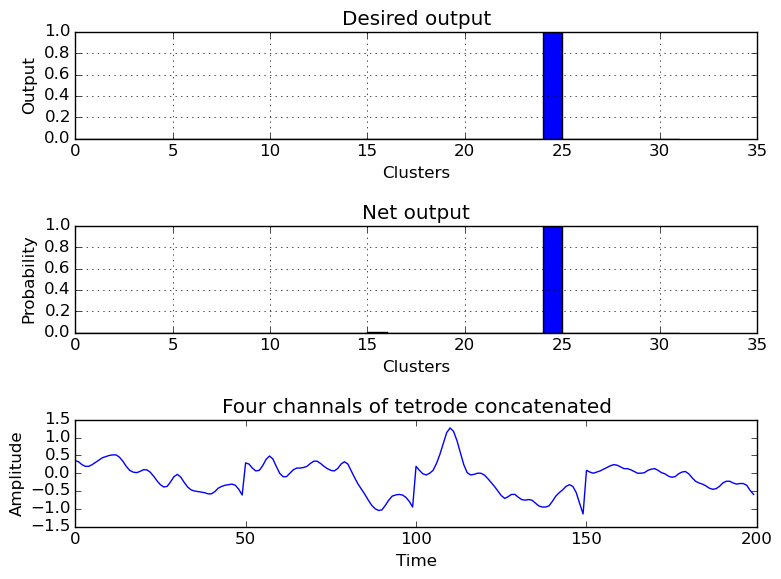 Desired output
1.0
0.8
0.6
0.4
0.2
0.0
Output
0 5 10 15 20 25 30 35
Clusters
Net output
1.0
0.8
0.6
0.4
0.2
0.0
Probability
0 5 10 15 20 25 30 35
Clusters
Four channals of tetrode concatenated
1.5
1.0
0.5
0.0
−0.5
−1.0
−1.5
Amplitude
0 50 100 150 200
Time